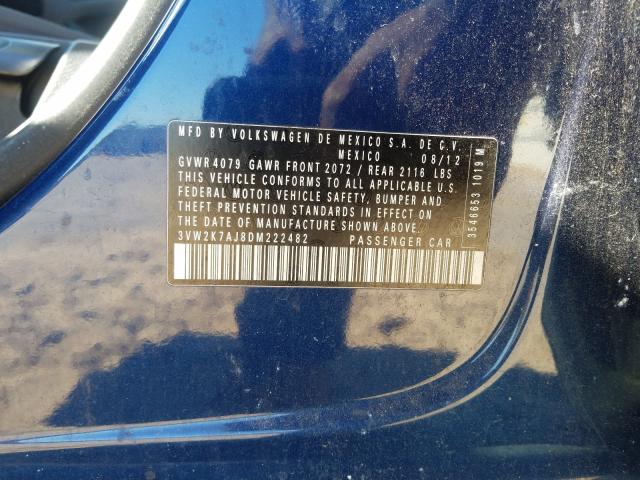 MFD BY VOLKSWAGEN DE MEXICO S.A. DE C.V.
MEXICO 08/12
GVWR 4079 GAWR FRONT 2072 / REAR 2116 LBS
THIS VEHICLE CONFORMS TO ALL APPLICABLE U.S.
FEDERAL MOTOR VEHICLE SAFETY, BUMPER AND
THEFT PREVENTION STANDARDS IN EFFECT ON
THE DATE OF MANUFACTURE SHOWN ABOVE.
3VW2K7AJ8DM222482 PASSENGER CAR
3546653 1019 M